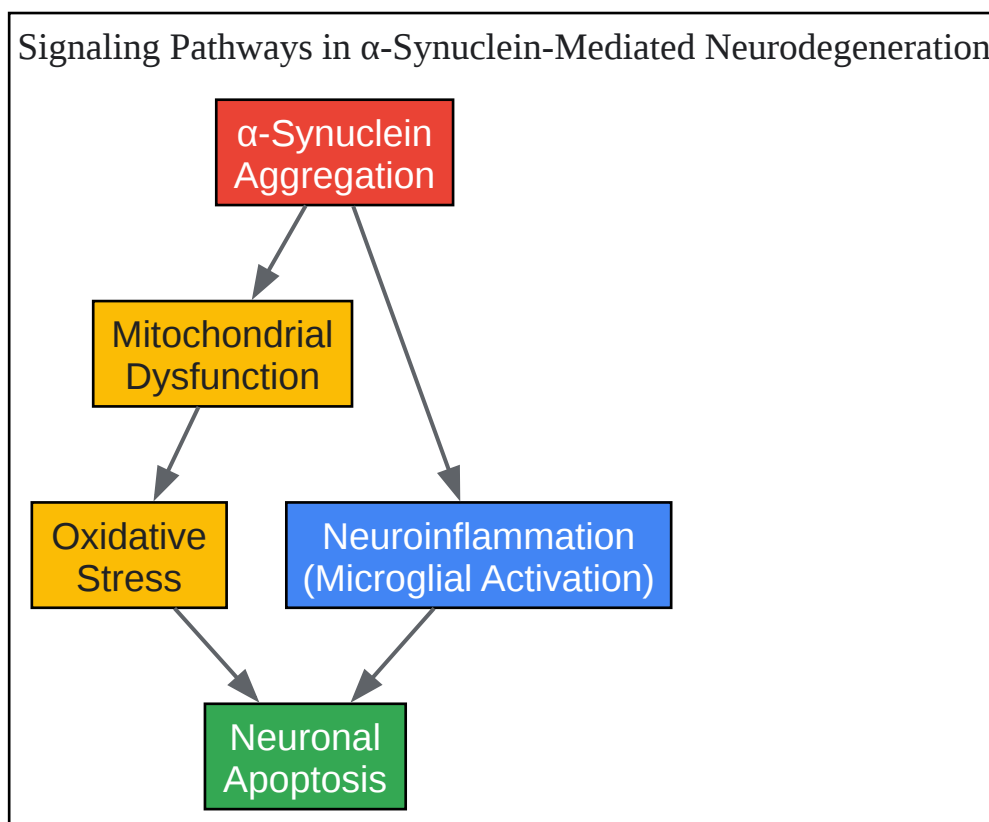 Signaling Pathways in α-Synuclein-Mediated Neurodegeneration
α-Synuclein
Aggregation
Mitochondrial
Dysfunction
Oxidative
Stress
Neuroinflammation
(Microglial Activation)
Neuronal
Apoptosis